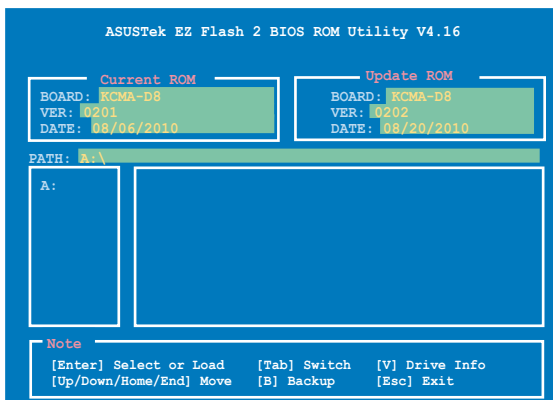 ASUSTek EZ Flash 2 BIOS ROM Utility V4.16
Current ROM
BOARD: KCMA-D8
VER: 0201
DATE: 08/06/2010
Update ROM
BOARD: KCMA-D8
VER: 0202
DATE: 08/20/2010
PATH: A:\
A:
Note
[Enter] Select or Load [Tab] Switch [V] Drive Info
[Up/Down/Home/End] Move [B] Backup [Esc] Exit